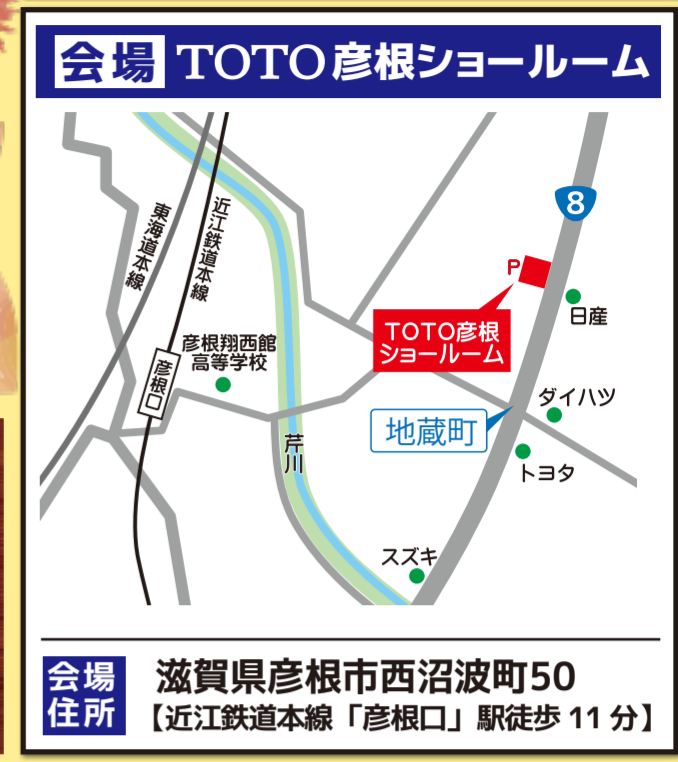 会場 TOTO彦根ショールーム
8
東海道本線
近江鉄道本線
P
日産
TOTO彦根
ショールーム
彦根翔西館
高等学校
彦根口
ダイハツ
地蔵町
芹川
トヨタ
スズキ
会場
住所
滋賀県彦根市西沼波町50
【近江鉄道本線「彦根口」駅徒歩 11 分】